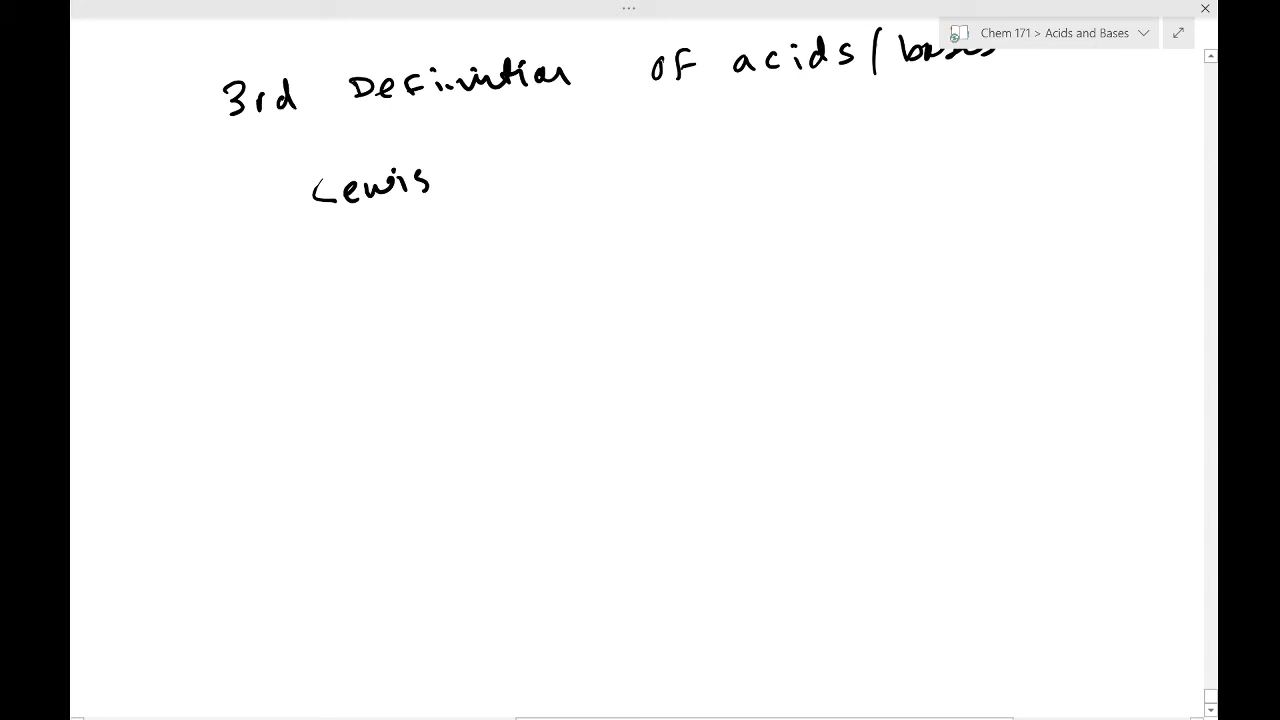 Chem 171 > Acids and Bases
3rd Definition of acids/bases
Lewis